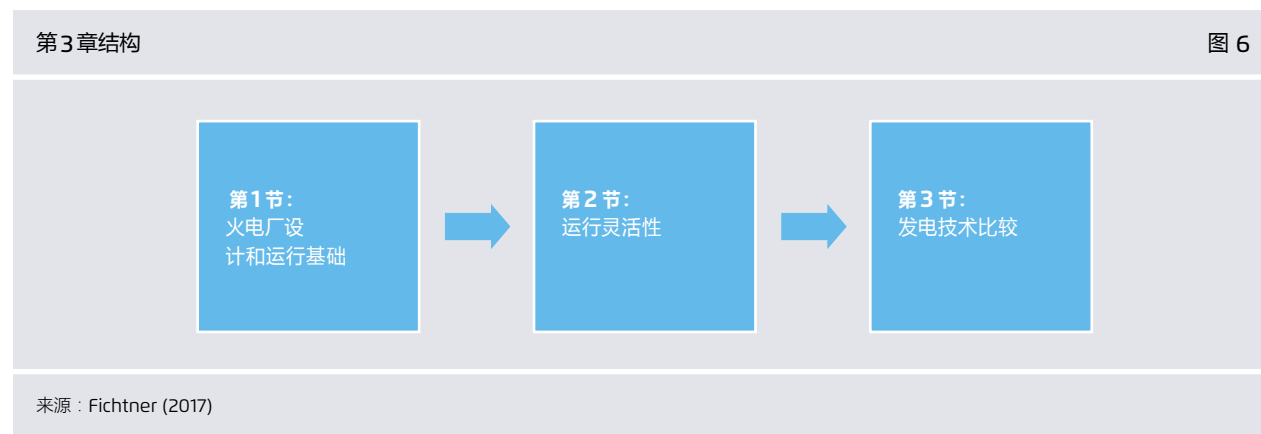 第3章结构
图 6
第1节:
火电厂设
计和运行基础
第2节:
运行灵活性
第3节:
发电技术比较
来源:Fichtner (2017)